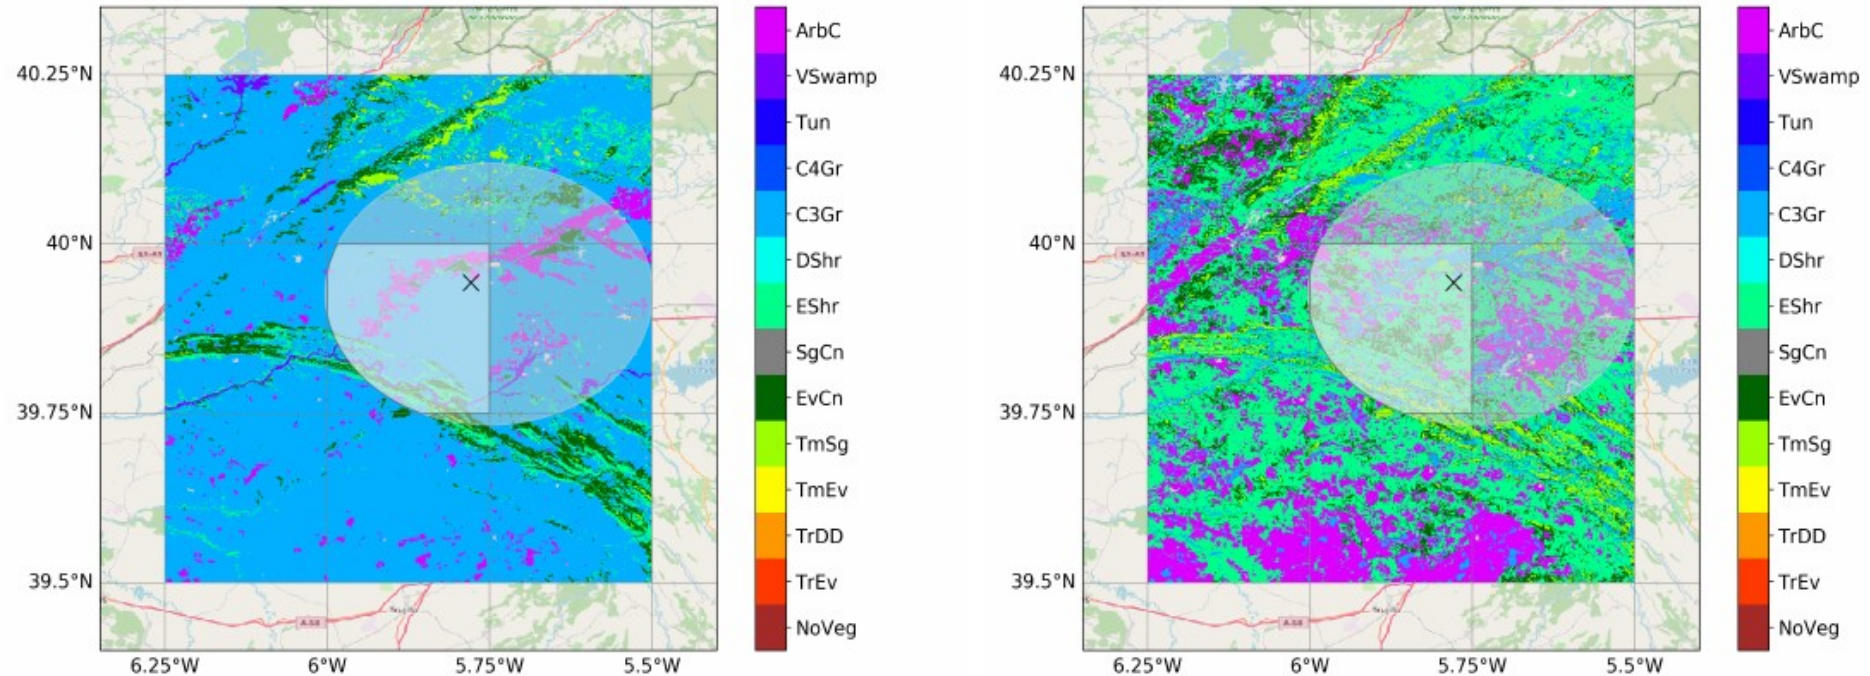 40.25°N
40°N
39.75°N
39.5°N
6.25°W
6°W
5.75°W
5.5°W
A-58
ArbC
VSwamp
Tun
C4Gr
C3Gr
DShr
EShr
SgCn
EvCn
TmSg
TmEv
TrDD
TrEv
NoVeg
40.25°N
40°N
39.75°N
39.5°N
6.25°W
6°W
5.75°W
5.5°W
A-58
ArbC
VSwamp
Tun
C4Gr
C3Gr
DShr
EShr
SgCn
EvCn
TmSg
TmEv
TrDD
TrEv
NoVeg